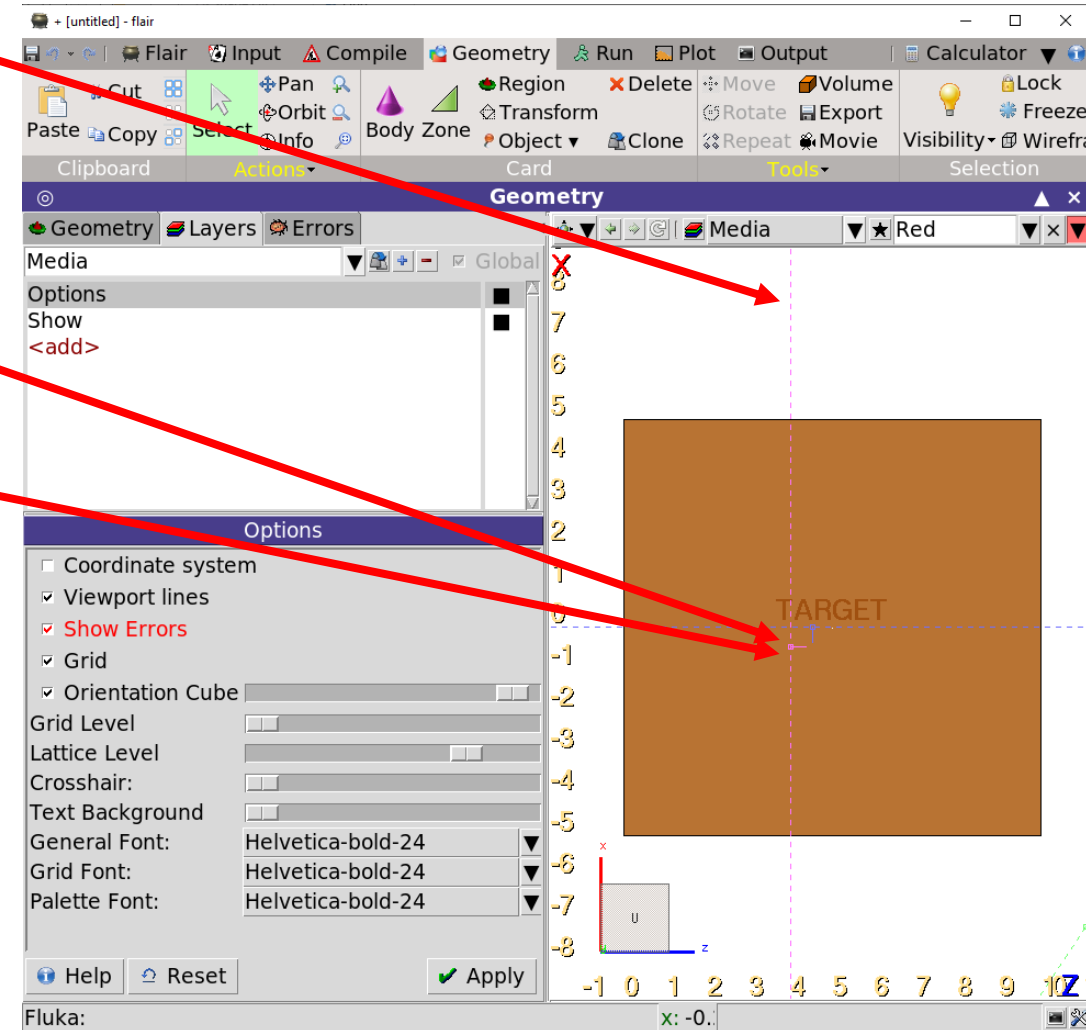 + [untitled] - flair
Flair Input Compile Geometry Run Plot Output Calculator
Cut Pan Region Delete Move Volume Lock
Orbit Transform Rotate Export Freeze
Paste Copy Select Info Body Zone Object Clone Repeat Movie Visibility Wirefra
Clipboard Actions Card Tools Selection
Geometry
Geometry Layers Errors Media Red
Media Global
Options
Show
<add>
Options
Coordinate system
Viewport lines
Show Errors
Grid
Orientation Cube
Grid Level
Lattice Level
Crosshair:
Text Background
General Font: Helvetica-bold-24
Grid Font: Helvetica-bold-24
Palette Font: Helvetica-bold-24
Help Reset Apply
X
8
7
6
5
4
3
2
1
0
-1
-2
-3
-4
-5
-6
-7
-8
TARGET
x
U
z
-1 0 1 2 3 4 5 6 7 8 9 10 Z
Fluka: x: -0.